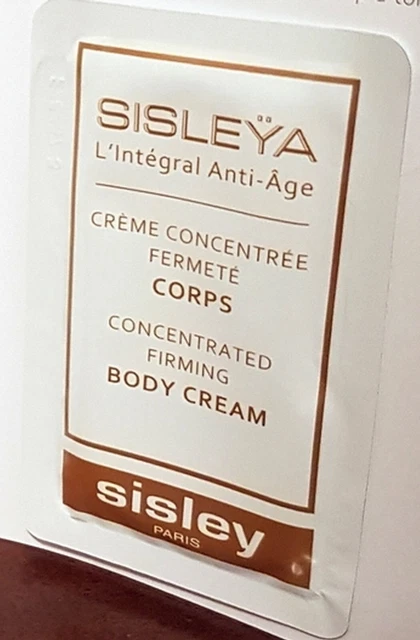 SISLEŸA
L'Intégral Anti-Âge
CRÈME CONCENTRÉE
FERMETÉ
CORPS
CONCENTRATED
FIRMING
BODY CREAM
sisley
PARIS